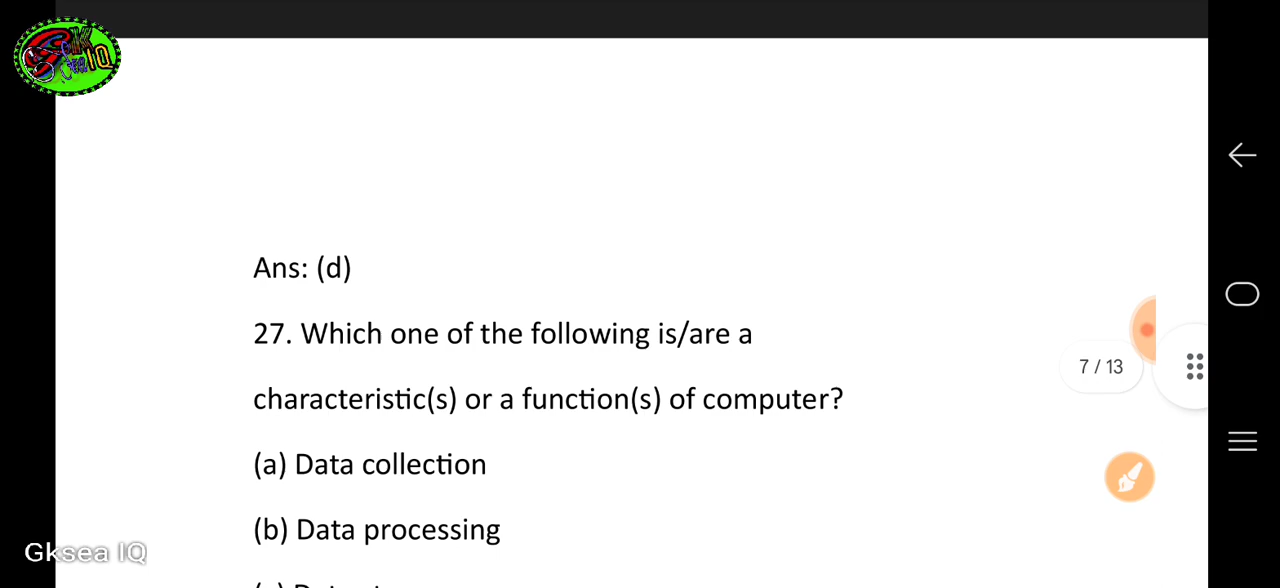 IQ
Ans: (d)
27. Which one of the following is/are a
characteristic(s) or a function(s) of computer?
7 / 13
(a) Data collection
(b) Data processing
Gksea IQ